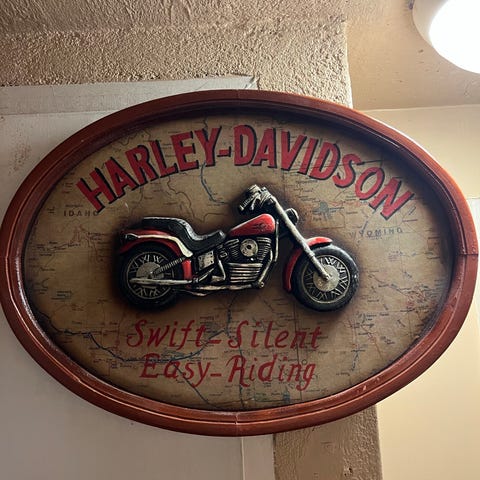 HARLEY-DAVIDSON
IDAHO
WYOMING
Swift-Silent
Easy-Riding